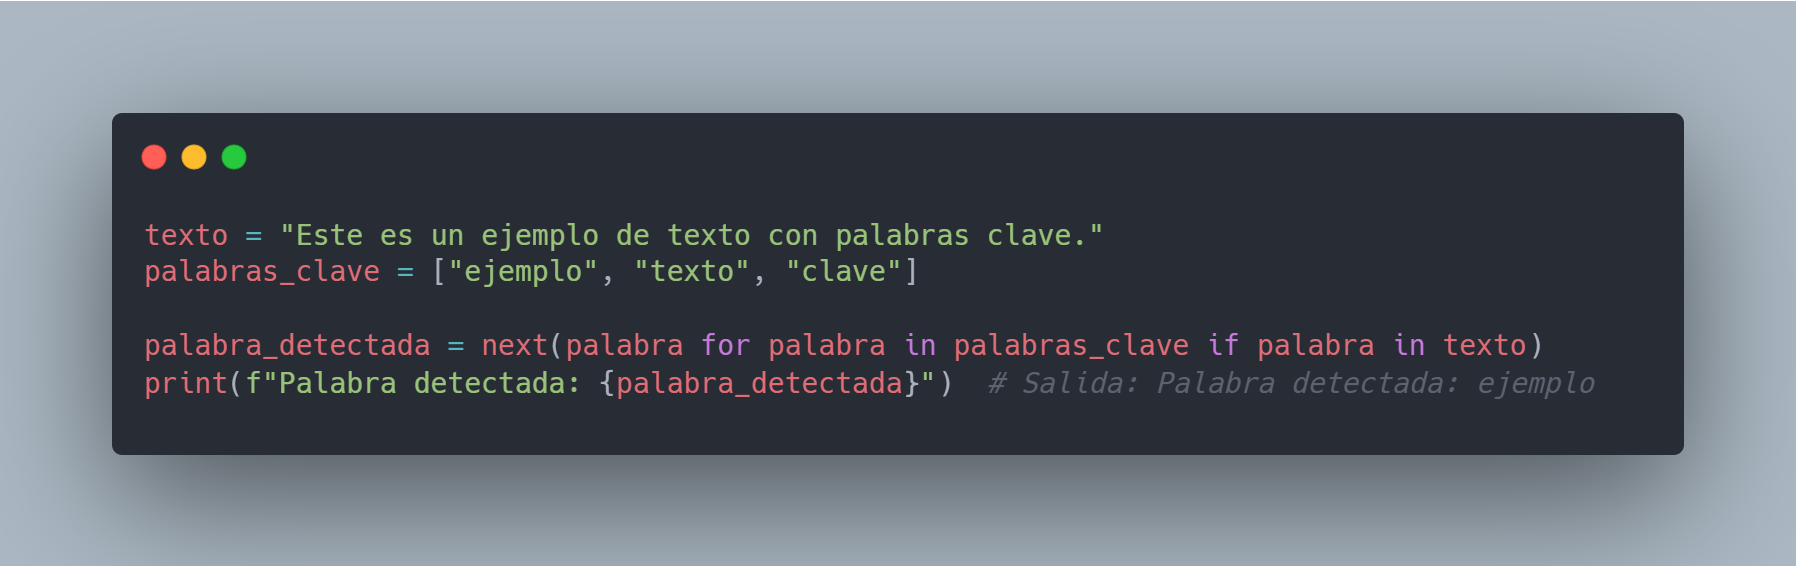 texto = "Este es un ejemplo de texto con palabras clave."
palabras_clave = ["ejemplo", "texto", "clave"]
palabra_detectada = next(palabra for palabra in palabras_clave if palabra in texto)
print(f"Palabra detectada: {palabra_detectada}")  # Salida: Palabra detectada: ejemplo